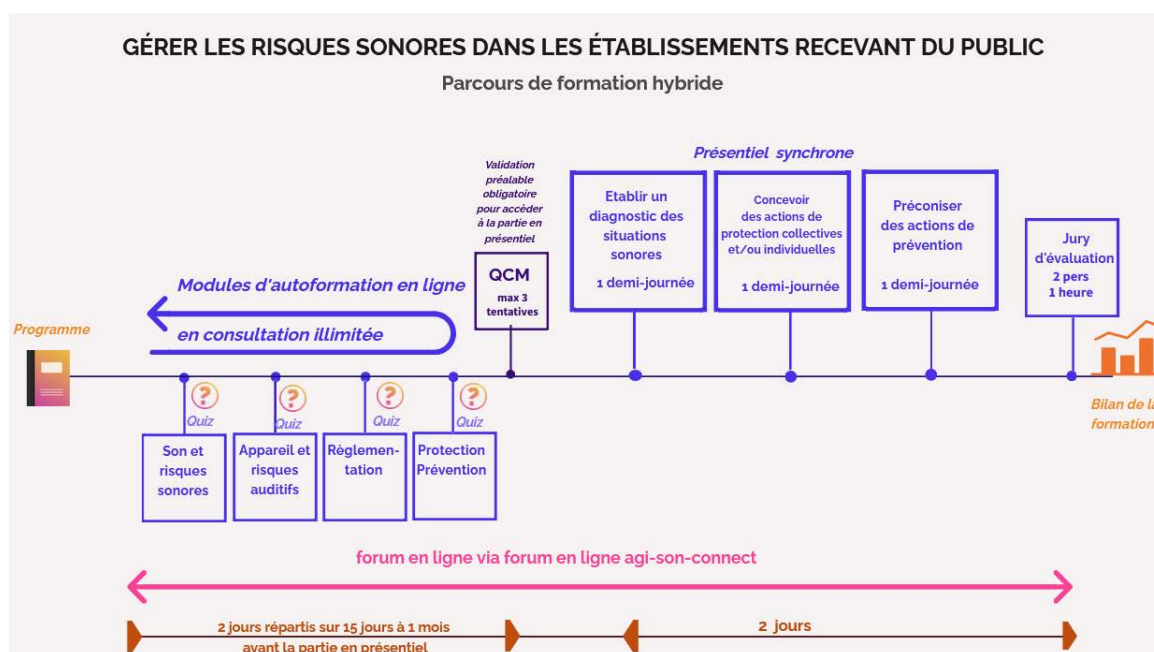 GÉRER LES RISQUES SONORES DANS LES ÉTABLISSEMENTS RECEVANT DU PUBLIC
Parcours de formation hybride
Programme
Modules d'autoformation en ligne
en consultation illimitée
Validation
préalable
obligatoire
pour accèder
à la partie en
présentiel
QCM
max 3
tentatives
Présentiel synchrone
Etablir un
diagnostic des
situations
sonores
1 demi-journée
Concevoir
des actions de
protection collectives
et/ou individuelles
1 demi-journée
Préconiser
des actions de
prévention
1 demi-journée
Jury
d'évaluation
2 pers
1 heure
Bilan de la
formation
?
Quiz
?
Quiz
?
Quiz
?
Quiz
Son et
risques
sonores
Appareil et
risques
auditifs
Règlemen-
tation
Protection
Prévention
forum en ligne via forum en ligne agi-son-connect
2 jours répartis sur 15 jours à 1 mois
avant la partie en présentiel
2 jours